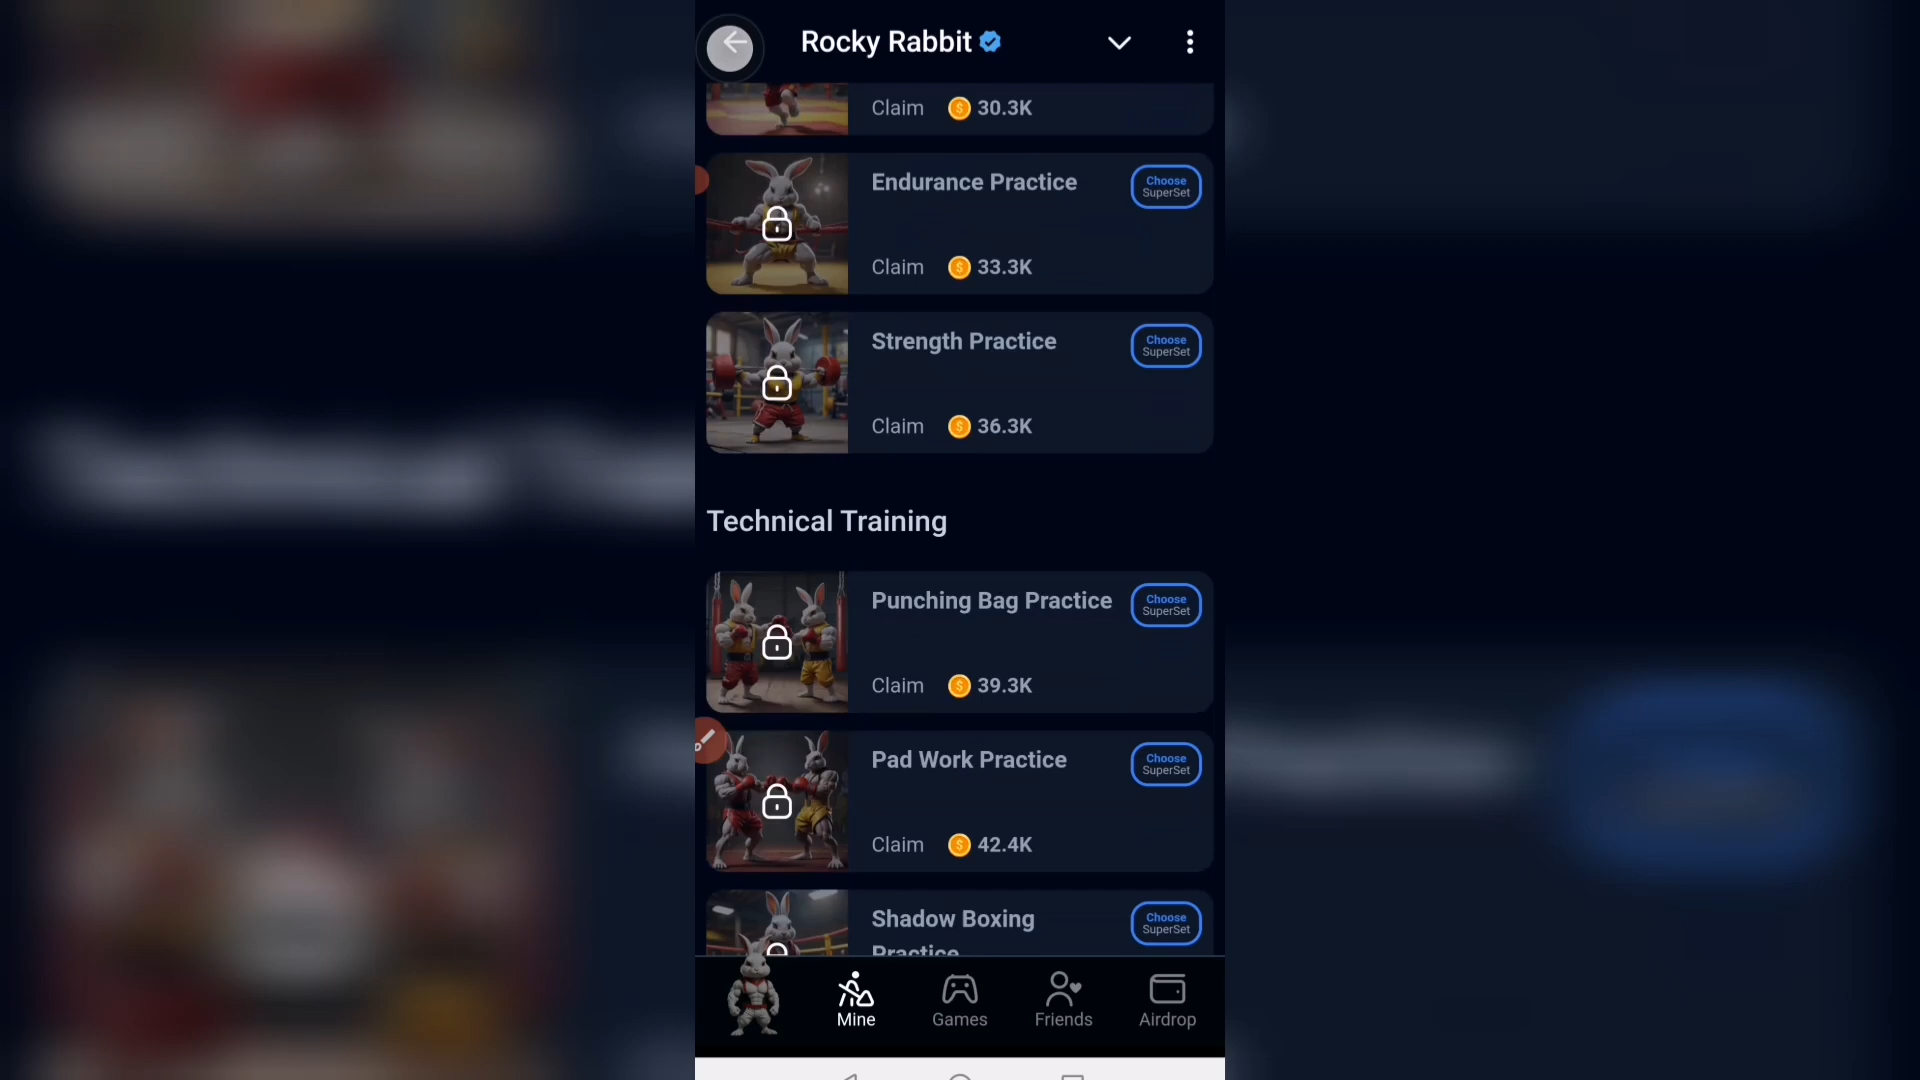 Rocky Rabbit
Claim 30.3K
Endurance Practice
Choose
SuperSet
Claim 33.3K
Strength Practice
Choose
SuperSet
Claim 36.3K
Technical Training
Punching Bag Practice
Choose
SuperSet
Claim 39.3K
Pad Work Practice
Choose
SuperSet
Claim 42.4K
Shadow Boxing
Practice
Choose
SuperSet
Mine Games Friends Airdrop